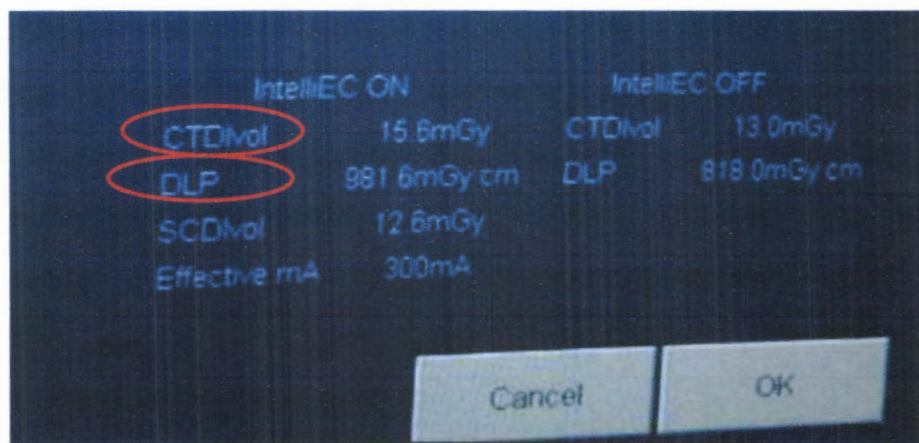 IntelliEC ON IntelliEC OFF
CTDIvol 15.6mGy CTDIvol 13.0mGy
DLP 981.6mGy cm DLP 818.0mGy cm
SCDIvol 12.6mGy
Effective mA 300mA
Cancel OK